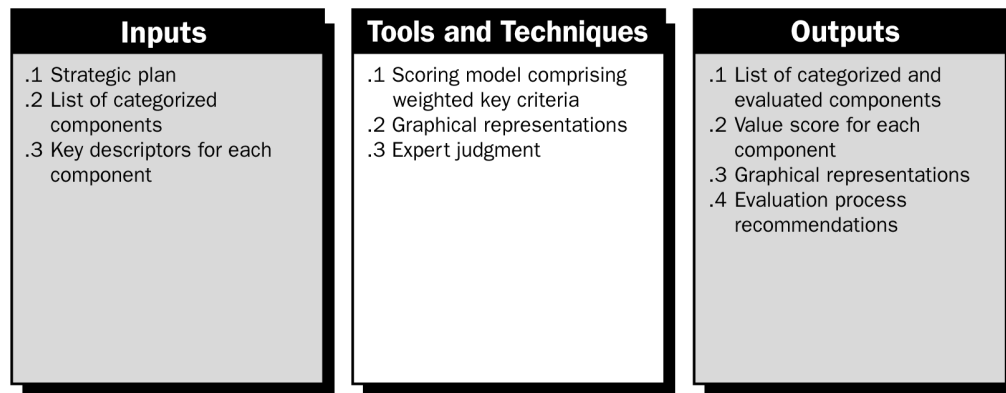 Inputs
.1 Strategic plan
.2 List of categorized
components
.3 Key descriptors for each
component
Tools and Techniques
.1 Scoring model comprising
weighted key criteria
.2 Graphical representations
.3 Expert judgment
Outputs
.1 List of categorized and
evaluated components
.2 Value score for each
component
.3 Graphical representations
.4 Evaluation process
recommendations